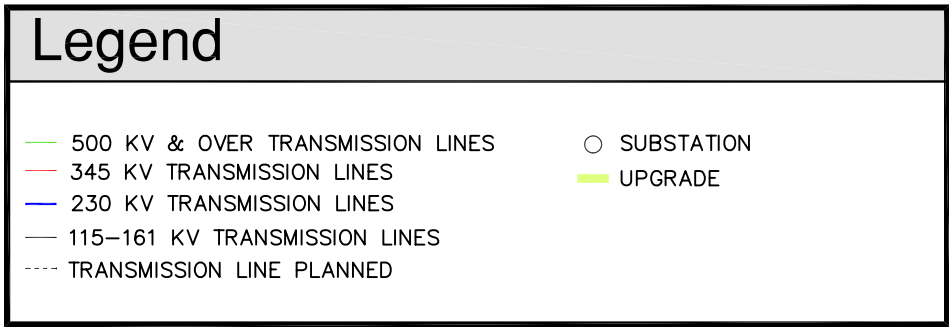 Legend
500 KV & OVER TRANSMISSION LINES
345 KV TRANSMISSION LINES
230 KV TRANSMISSION LINES
115-161 KV TRANSMISSION LINES
TRANSMISSION LINE PLANNED
SUBSTATION
UPGRADE